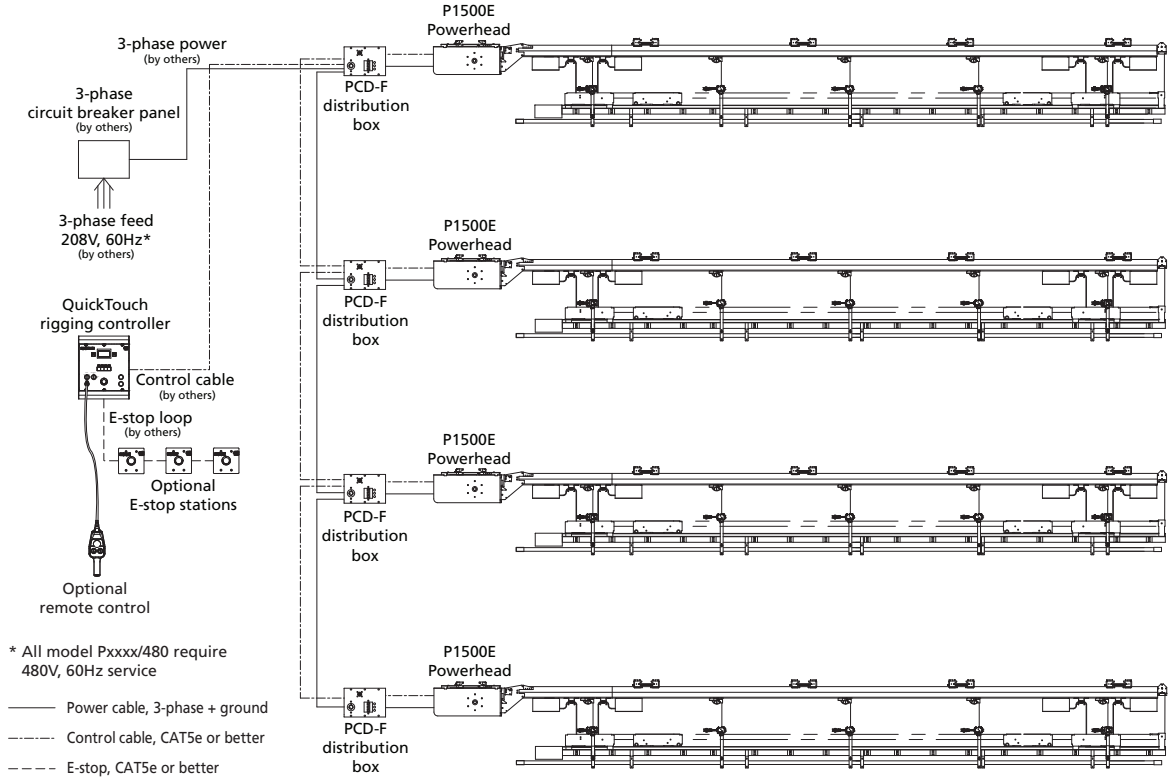 P1500E
Powerhead
3-phase power
(by others)
PCD-F
distribution
box
3-phase
circuit breaker panel
(by others)
3-phase feed
208V, 60Hz*
(by others)
P1500E
Powerhead
PCD-F
distribution
box
QuickTouch
rigging controller
Control cable
(by others)
E-stop loop
(by others)
Optional
E-stop stations
P1500E
Powerhead
PCD-F
distribution
box
Optional
remote control
P1500E
Powerhead
PCD-F
distribution
box
* All model Pxxxx/480 require
480V, 60Hz service
Power cable, 3-phase + ground
Control cable, CAT5e or better
E-stop, CAT5e or better